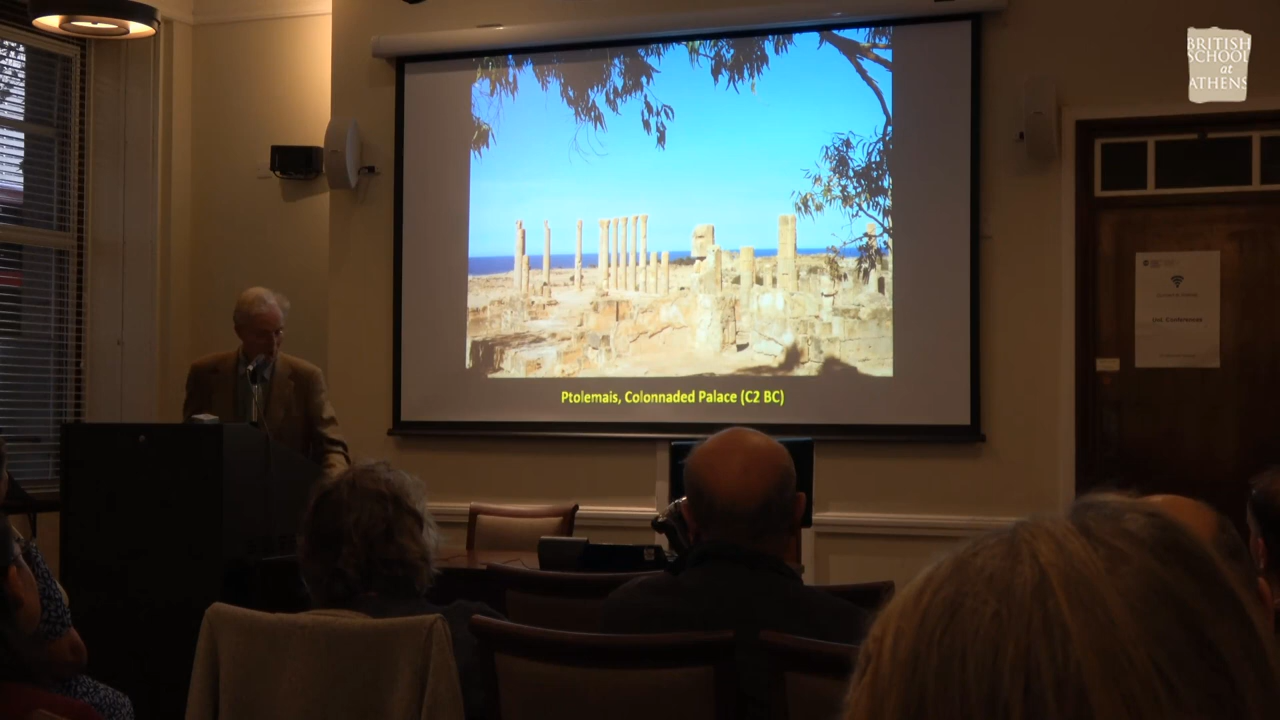 BRITISH
SCHOOL
at
ATHENS
Ptolemais, Colonnaded Palace (C2 BC)